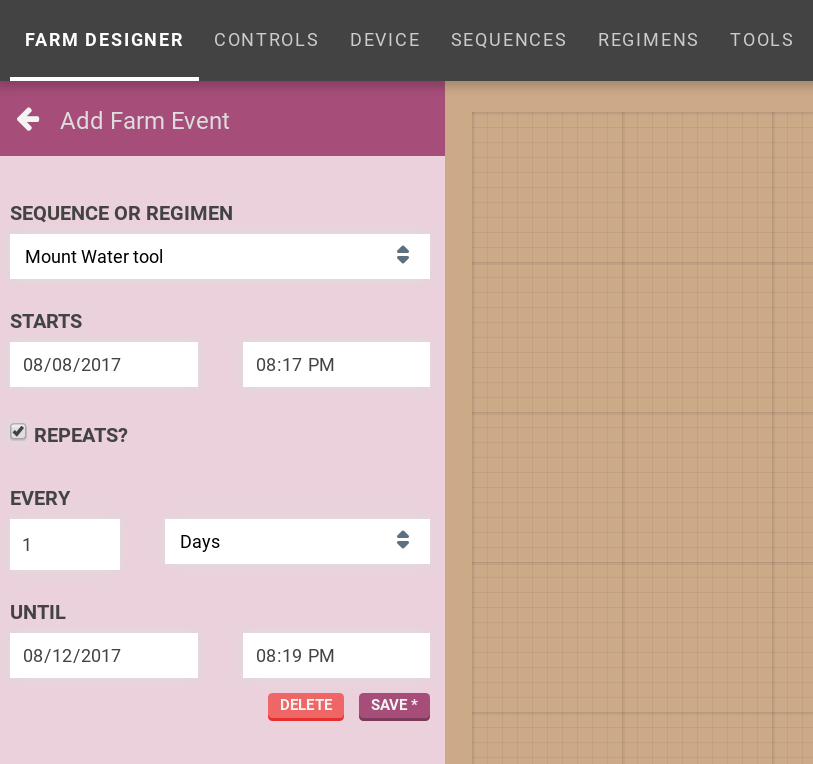 FARM DESIGNER CONTROLS DEVICE SEQUENCES REGIMENS TOOLS
Add Farm Event
SEQUENCE OR REGIMEN
Mount Water tool
STARTS
08/08/2017 08:17 PM
REPEATS?
EVERY
1 Days
UNTIL
08/12/2017 08:19 PM
DELETE SAVE *